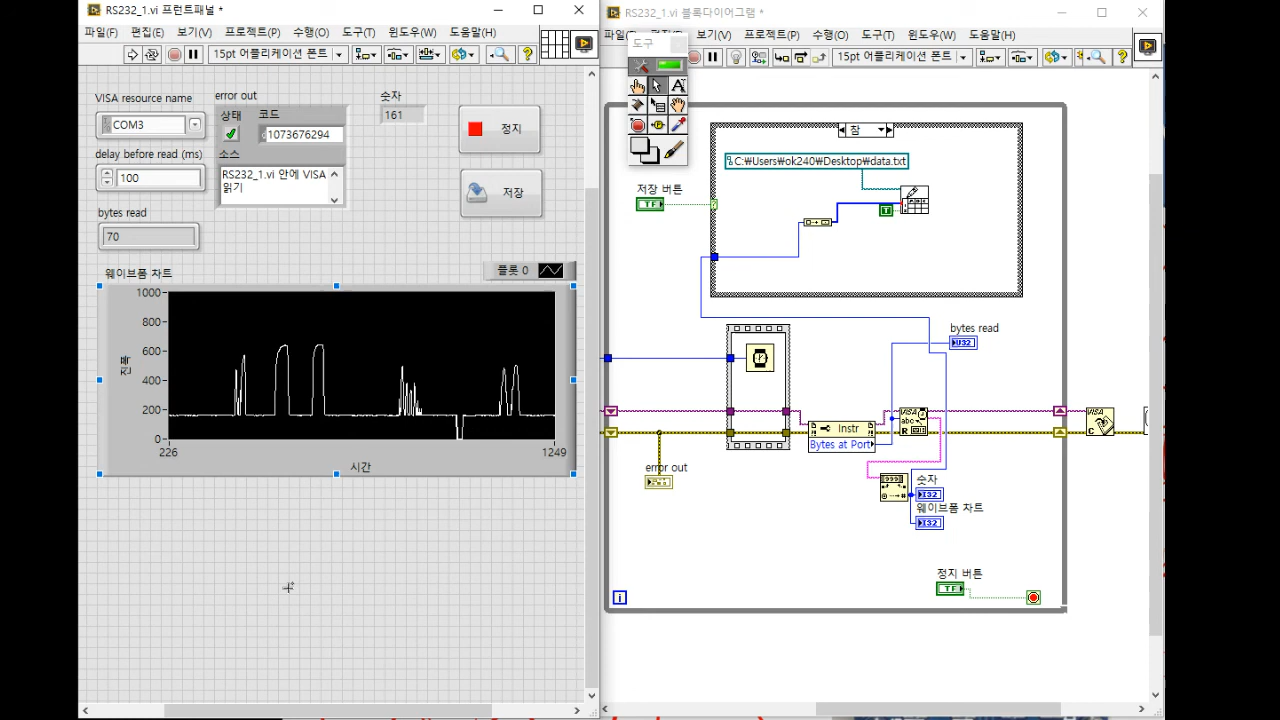 RS232_1.vi 프런트패널 *
파일(F) 편집(E) 보기(V) 프로젝트(P) 수행(O) 도구(T) 윈도우(W) 도움말(H)
15pt 어플리케이션 폰트
VISA resource name
COM3
delay before read (ms)
100
bytes read
70
error out
상태 코드
1073676294
소스
RS232_1.vi 안에 VISA
읽기
숫자
161
정지
저장
웨이브폼 차트
플롯 0
진폭
1000
800
600
400
200
0
226
1249
시간
RS232_1.vi 블록다이어그램 *
보기(V) 프로젝트(P) 수행(O) 도구(T) 윈도우(W) 도움말(H)
15pt 어플리케이션 폰트
도구
참
C:\Users\ok240\Desktop\data.txt
저장 버튼
TF
T
bytes read
U32
Instr
Bytes at Port
VISA
abc
R
VISA
C
error out
숫자
I32
웨이브폼 차트
I32
정지 버튼
TF
i